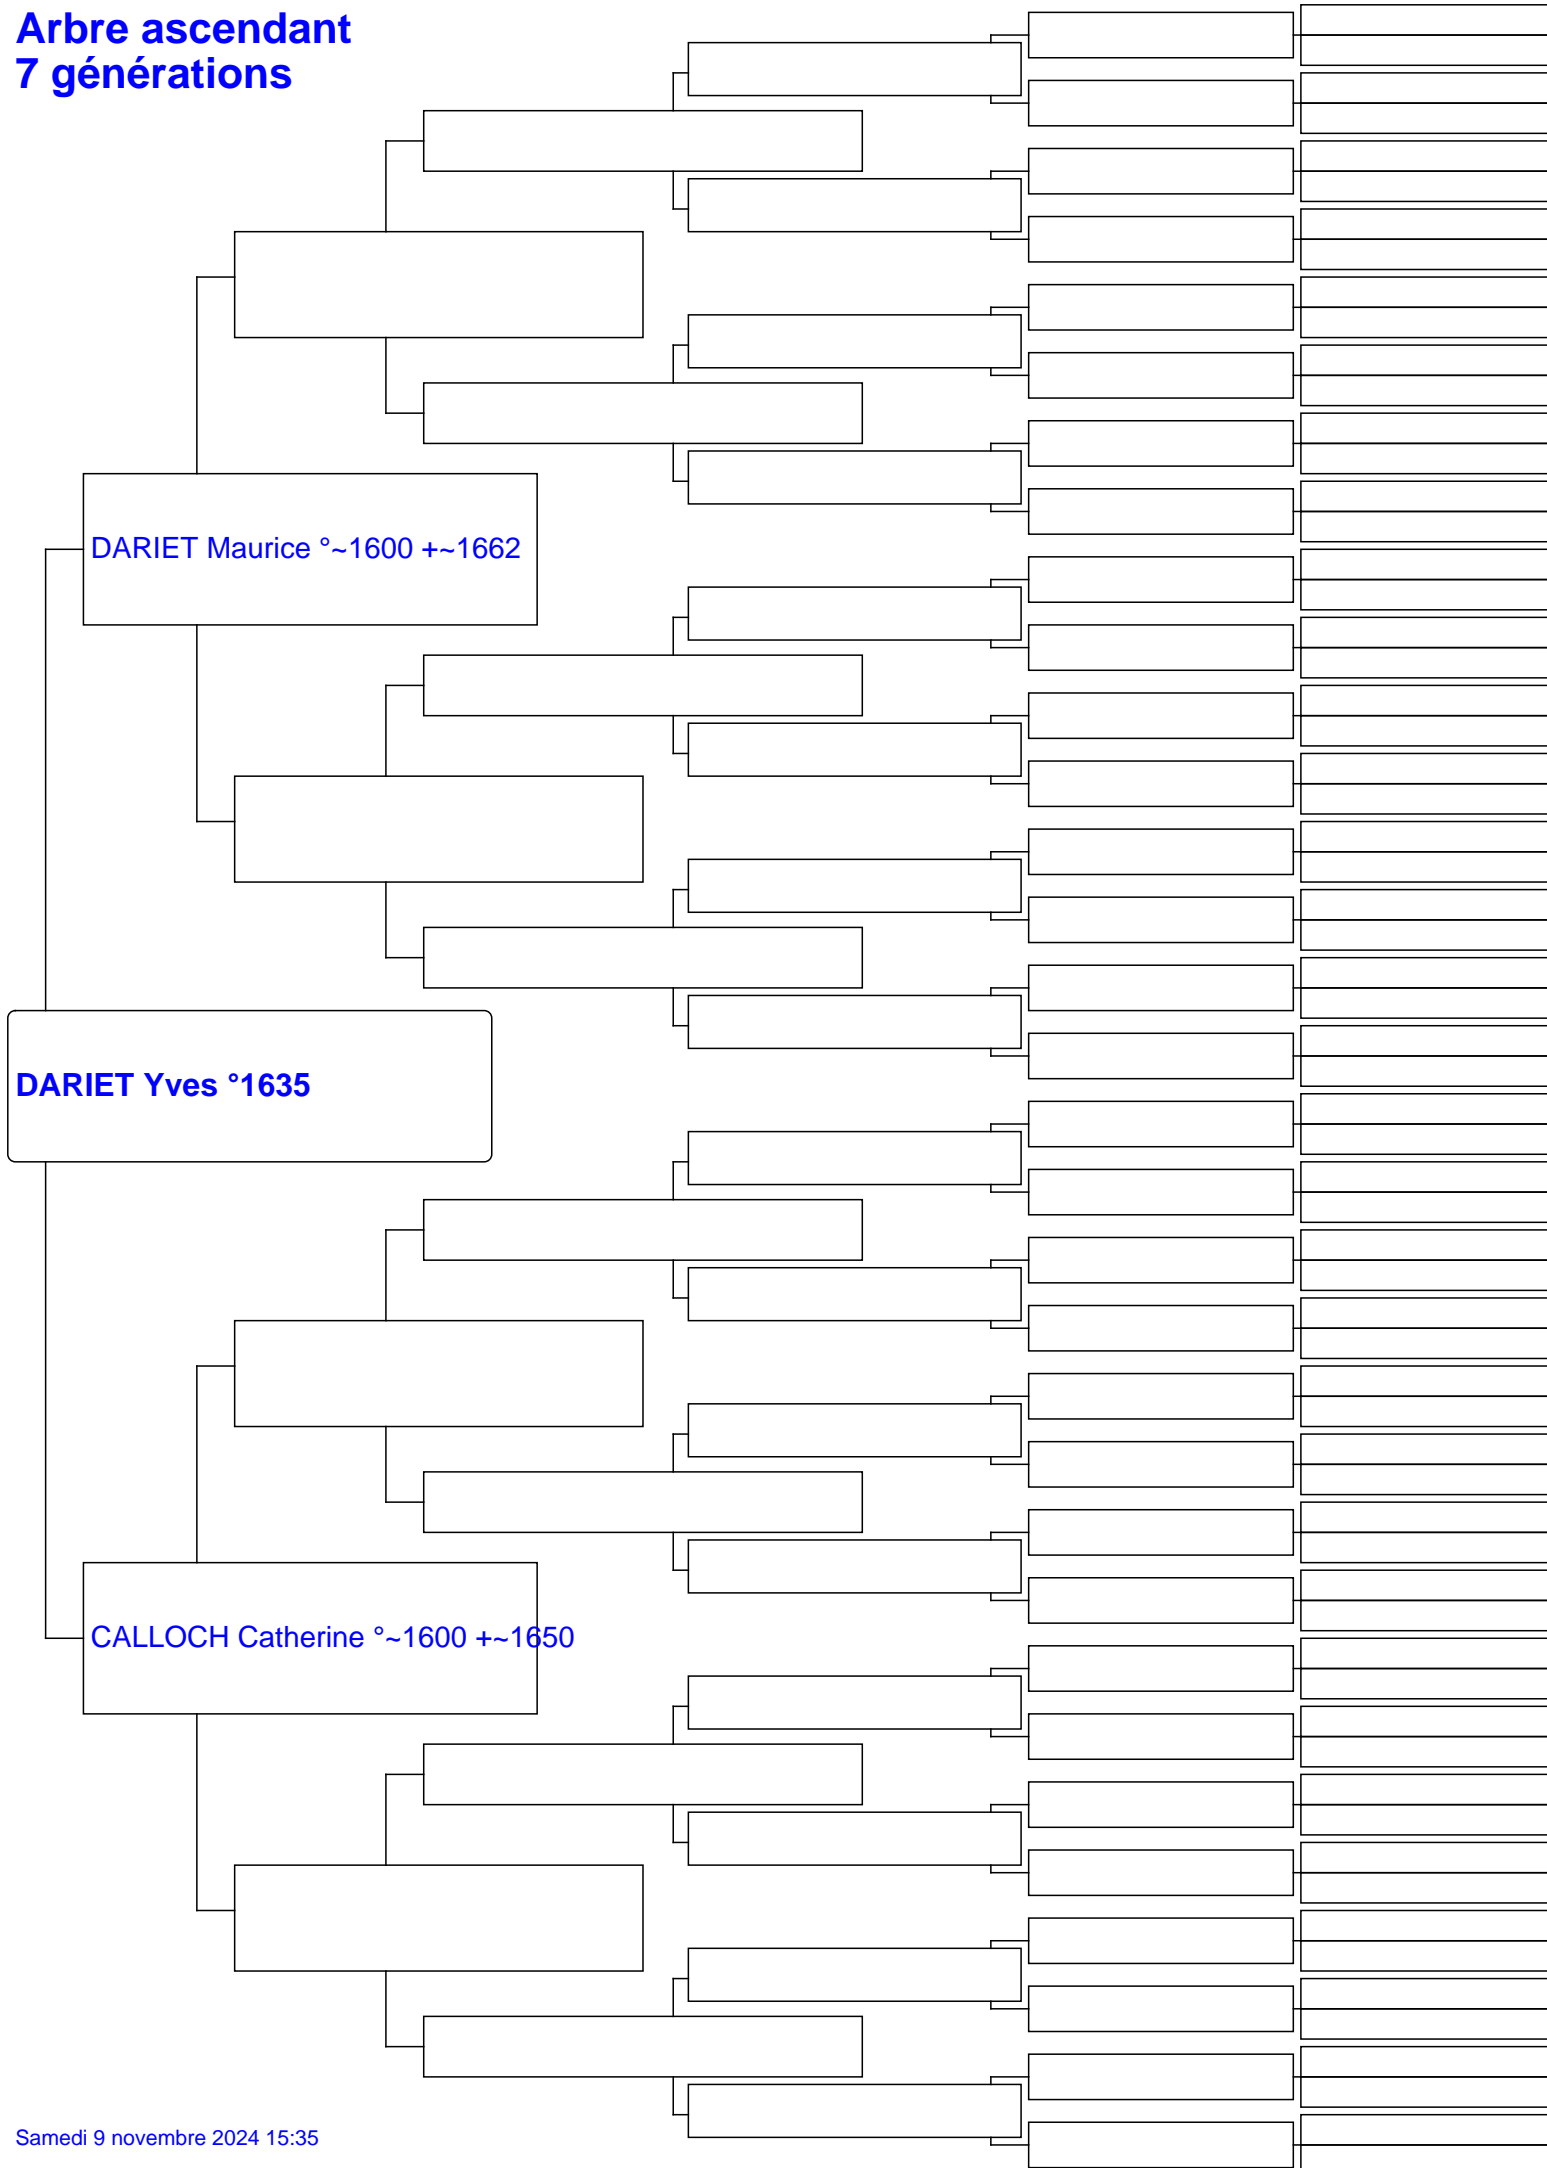 Arbre ascendant
7 générations
DARIET Maurice °~1600 +~1662
DARIET Yves °1635
CALLOCH Catherine °~1600 +~1650
Samedi 9 novembre 2024 15:35